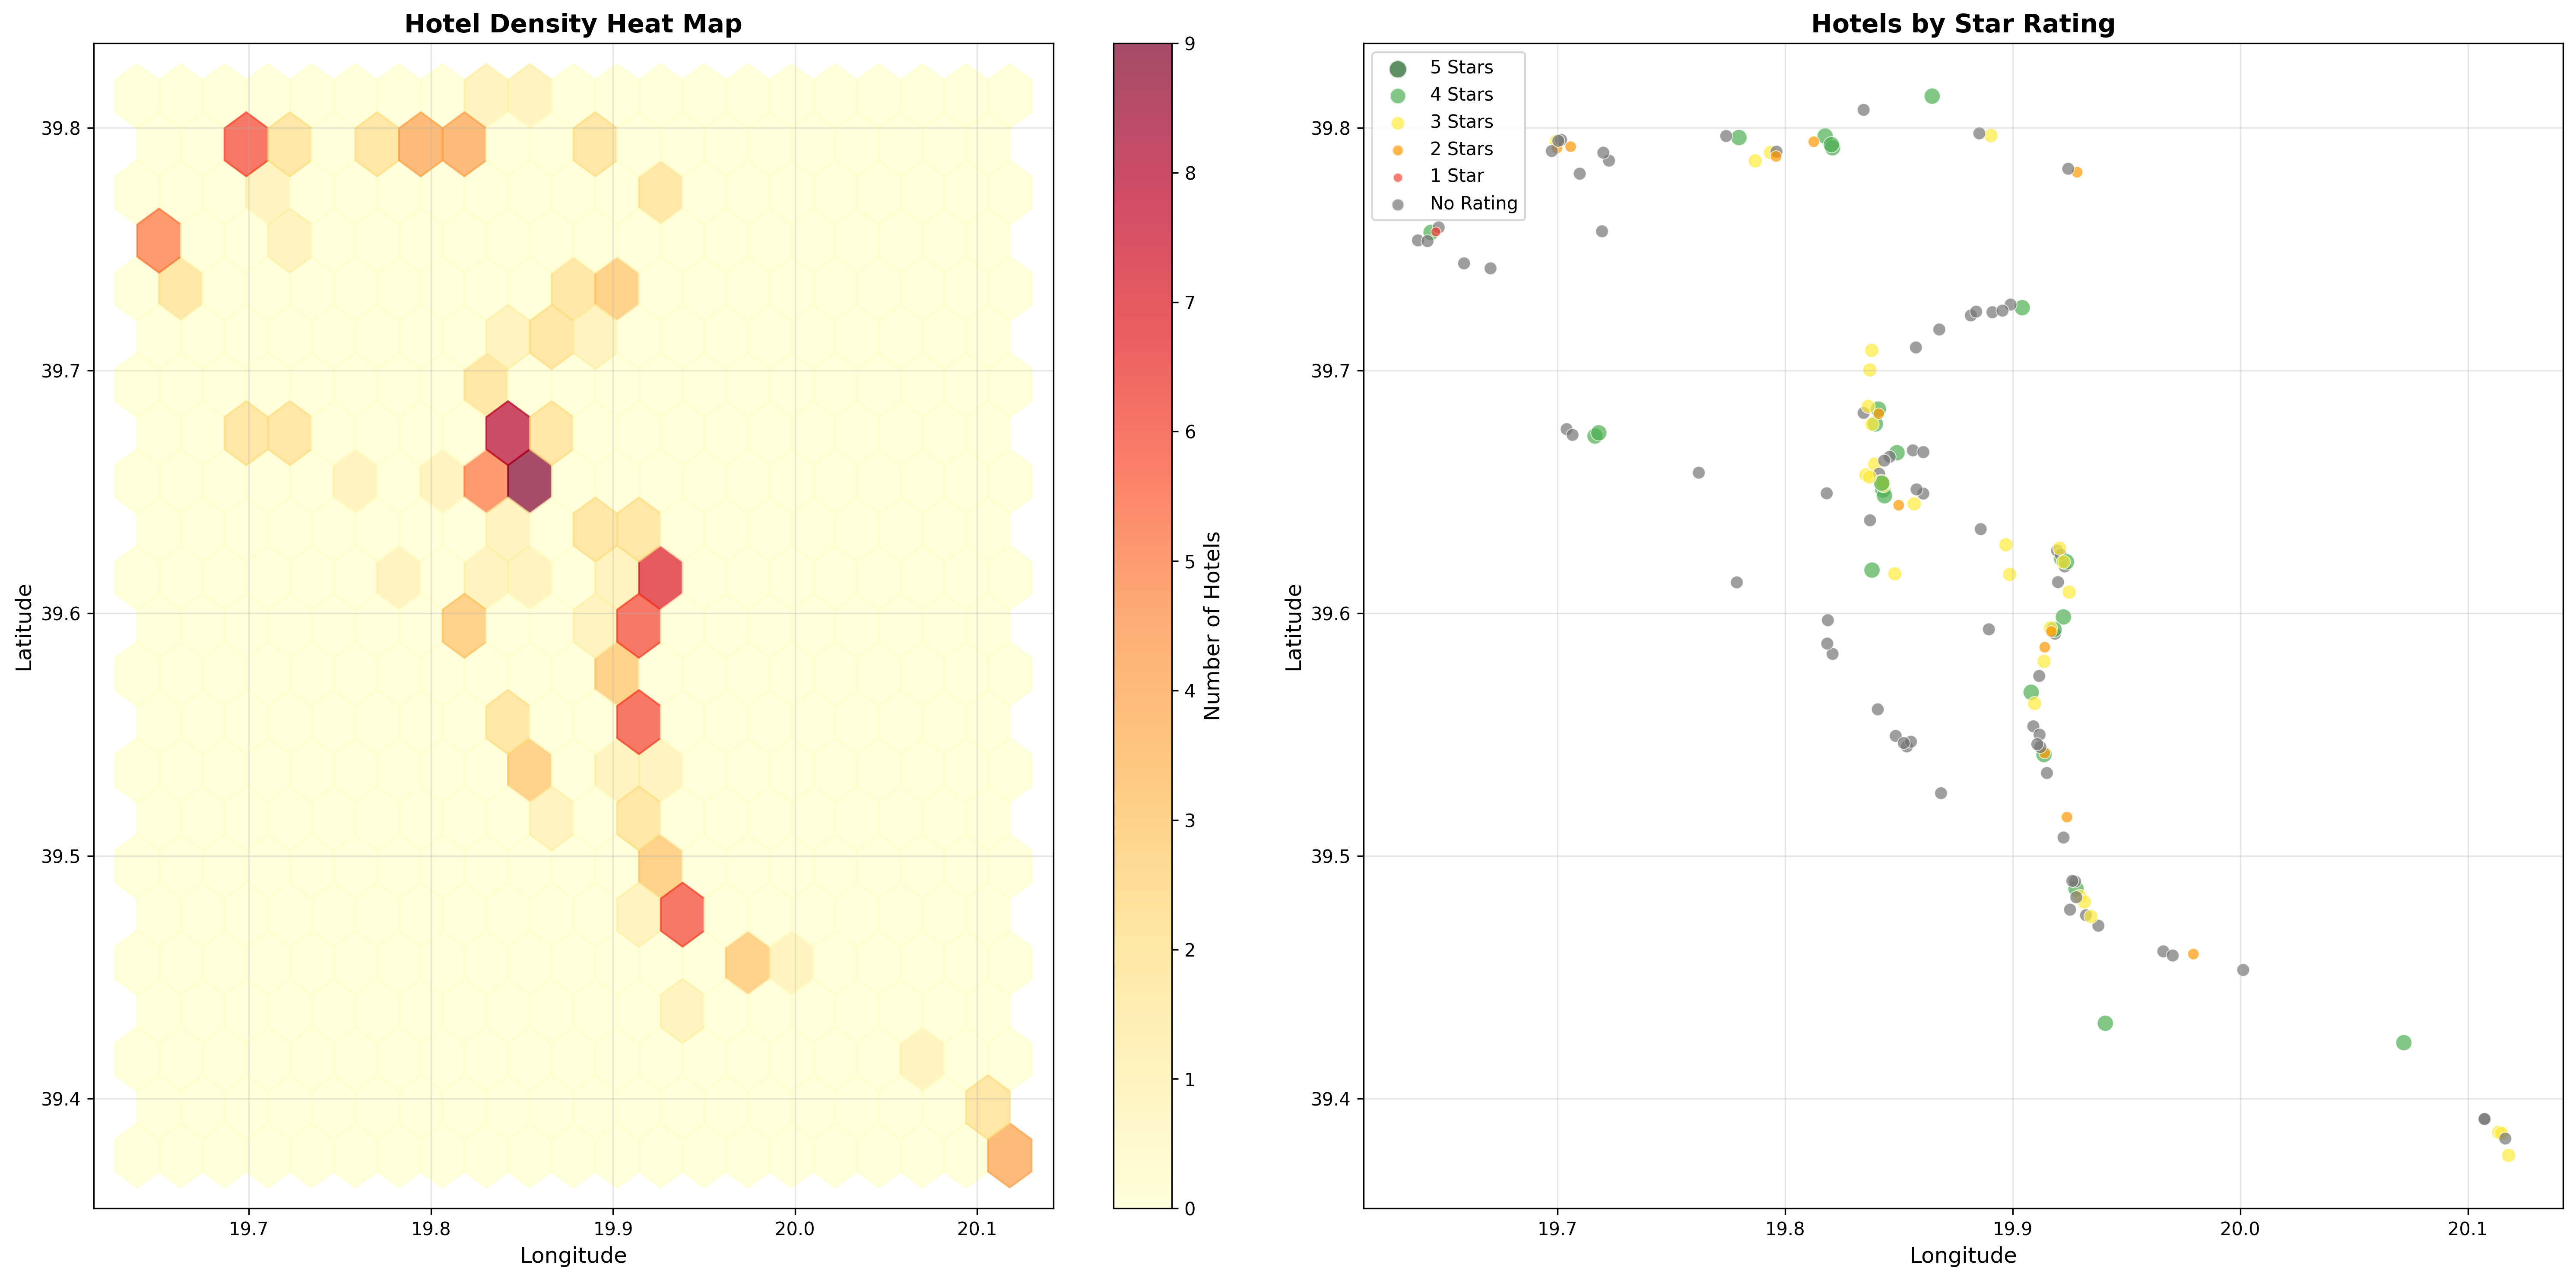 Hotel Density Heat Map
39.8
39.7
39.6
39.5
39.4
Latitude
19.7
19.8
19.9
20.0
20.1
Longitude
9
8
7
6
5
4
3
2
1
0
Number of Hotels
Hotels by Star Rating
5 Stars
4 Stars
3 Stars
2 Stars
1 Star
No Rating
39.8
39.7
39.6
39.5
39.4
Latitude
19.7
19.8
19.9
20.0
20.1
Longitude